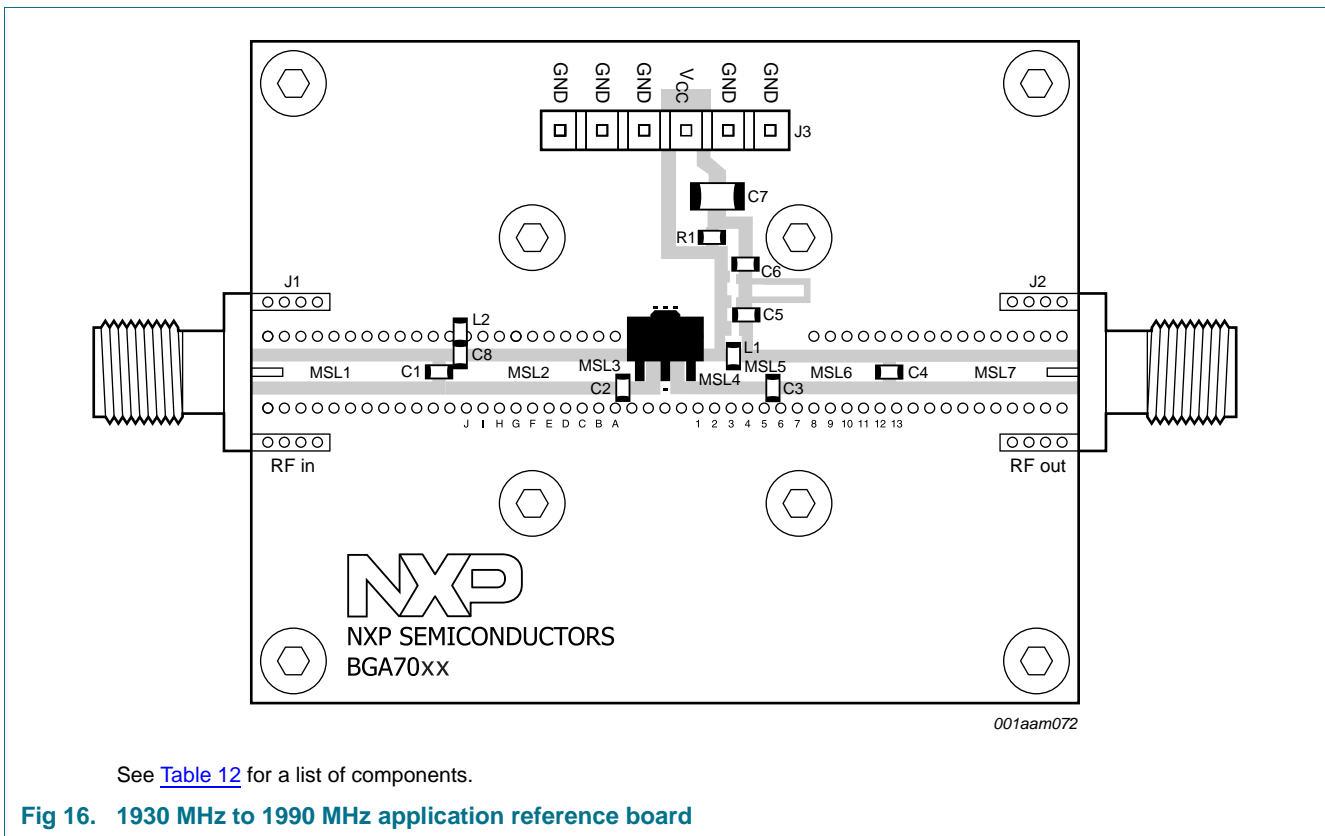 GND GND GND VCC GND GND
J3
C7
R1
C6
J1 J2
L2 C5
C8 L1
MSL1 C1 MSL2 MSL3 MSL4 MSL5 MSL6 C4 MSL7
C2 C3
J I H G F E D C B A 1 2 3 4 5 6 7 8 9 10 11 12 13
RF in RF out
NXP
NXP SEMICONDUCTORS
BGA70XX
001aam072
See Table 12 for a list of components.
Fig 16. 1930 MHz to 1990 MHz application reference board